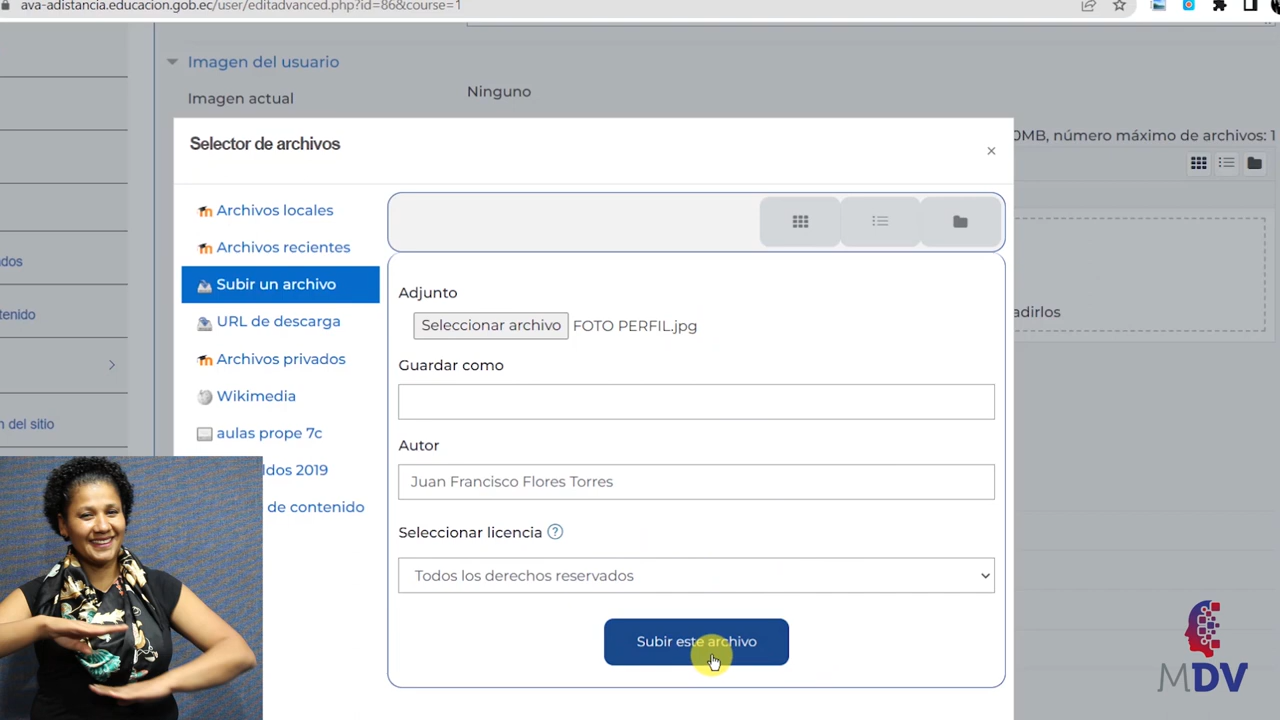 ava-adistancia.educacion.gob.ec/user/editadvanced.php?id=86&course=1
Imagen del usuario
Imagen actual
Ninguno
0MB, número máximo de archivos: 1
Selector de archivos
×
Archivos locales
Archivos recientes
Subir un archivo
URL de descarga
Archivos privados
Wikimedia
aulas prope 7c
ldos 2019
de contenido
Adjunto
Seleccionar archivo FOTO PERFIL.jpg
Guardar como
Autor
Juan Francisco Flores Torres
Seleccionar licencia ?
Todos los derechos reservados
Subir este archivo
ados
tenido
n del sitio
adirlos
MDV